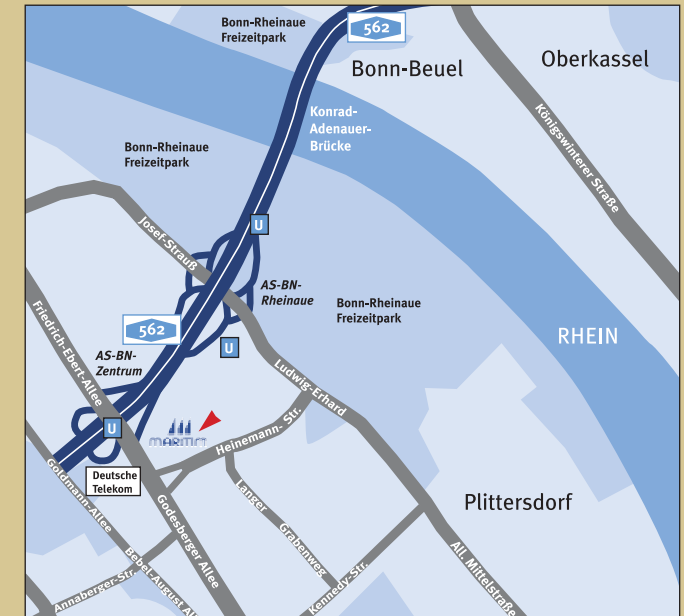 Bonn-Rheinaue
Freizeitpark
562
Bonn-Beuel
Oberkassel
Konrad-
Adenauer-
Brücke
Königswinterer Straße
Bonn-Rheinaue
Freizeitpark
U
Josef-Strauß
AS-BN-
Rheinaue
Bonn-Rheinaue
Freizeitpark
562
RHEIN
Friedrich-Ebert-Allee
U
AS-BN-
Zentrum
Ludwig-Erhard
U
MARITIM
Heinemann- Str.
Deutsche
Telekom
Goldmann-Allee
Godesberger Allee
Langer
Grabenweg
Plittersdorf
All. Mittelstraße
Bebel-August Al
Annaberger-Str.
Kennedy-Str.